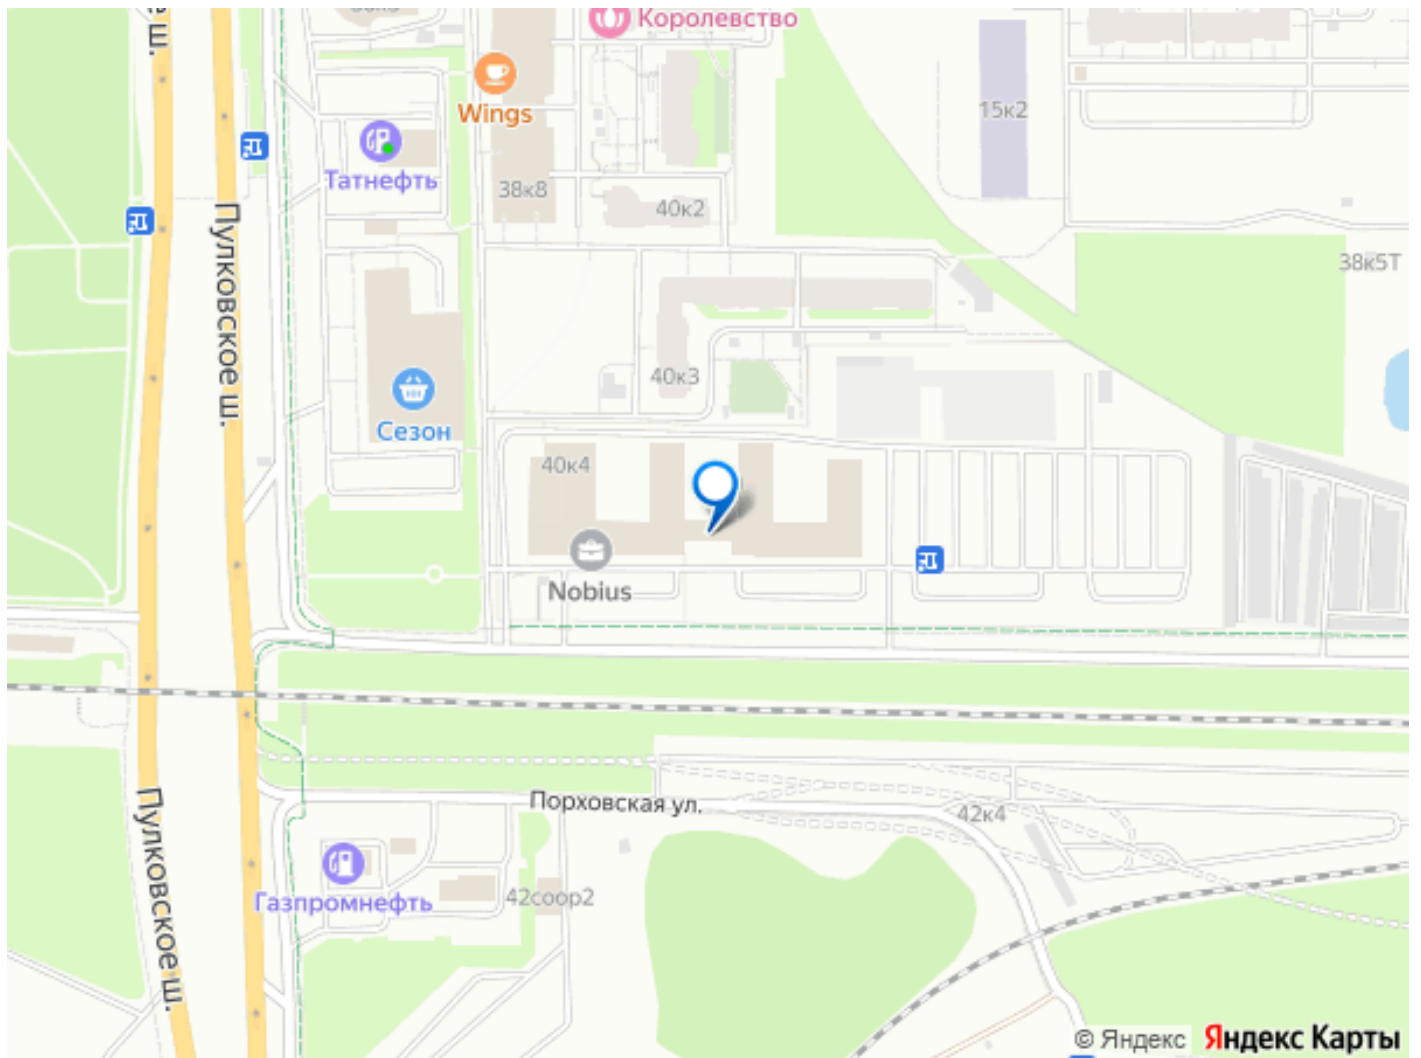 Королевство
ш.
Wings
15к2
Татнефть
38к8
40к2
Пулковское ш.
38к5Т
40к3
Сезон
40к4
Nobius
Порховская ул.
42к4
Пулковское ш.
Газпромнефть
42соор2
© Яндекс Яндекс Карты